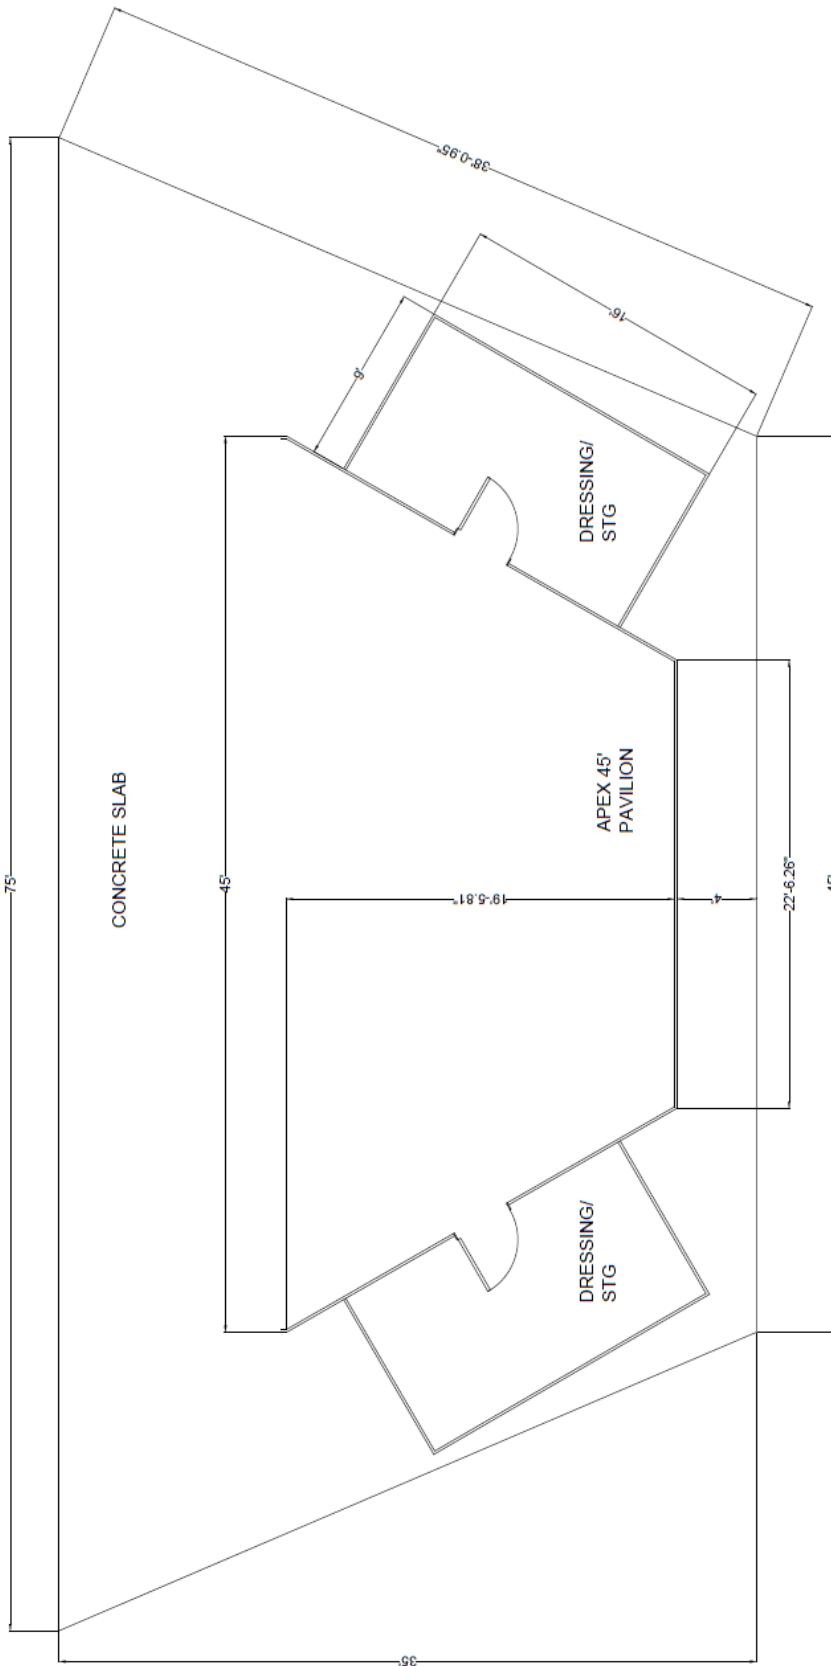 38'-0.95"
16'
9'
DRESSING/
STG
CONCRETE SLAB
APEX 45'
PAVILION
75'
45'
19'-5.81"
4'
22'-6.26"
DRESSING/
STG
35'